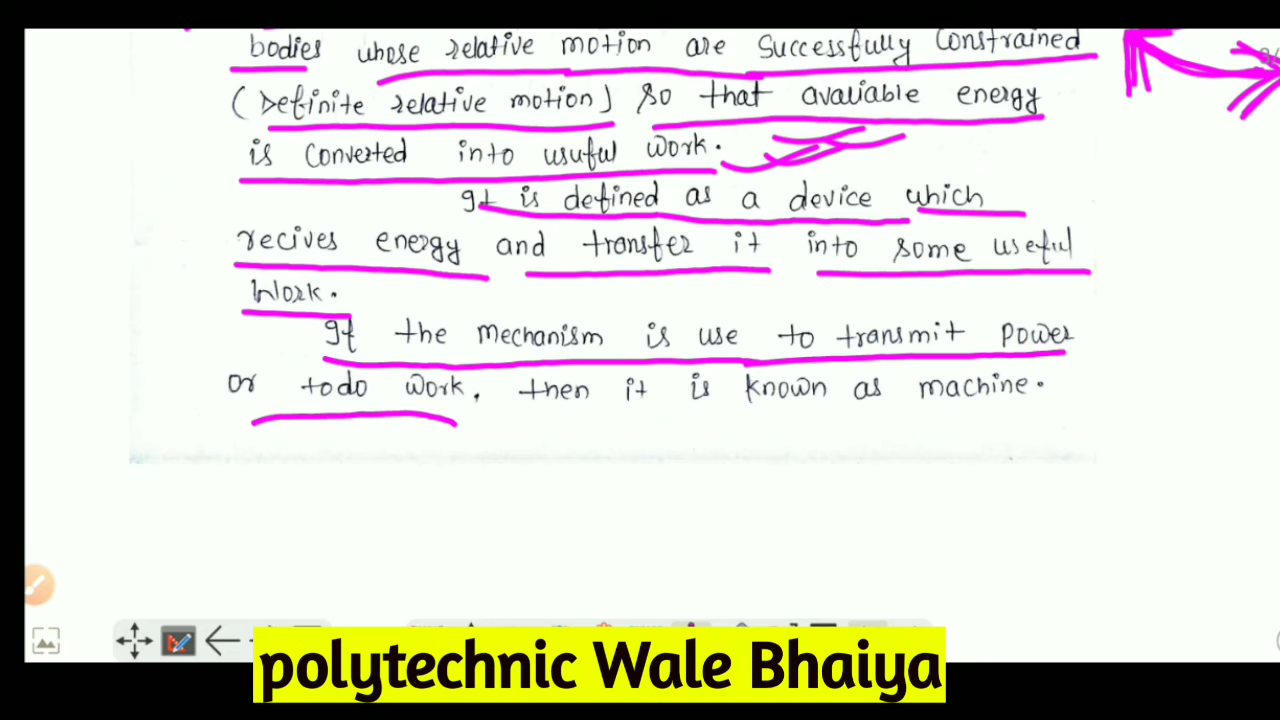 bodies whose relative motion are Successfully Constrained
(Definite relative motion) so that avaliable energy
is converted into usuful work.
It is defined as a device which
recives energy and transfer it into some useful
Work.
If the mechanism is use to transmit power
or todo work, then it is known as machine.
polytechnic Wale Bhaiya